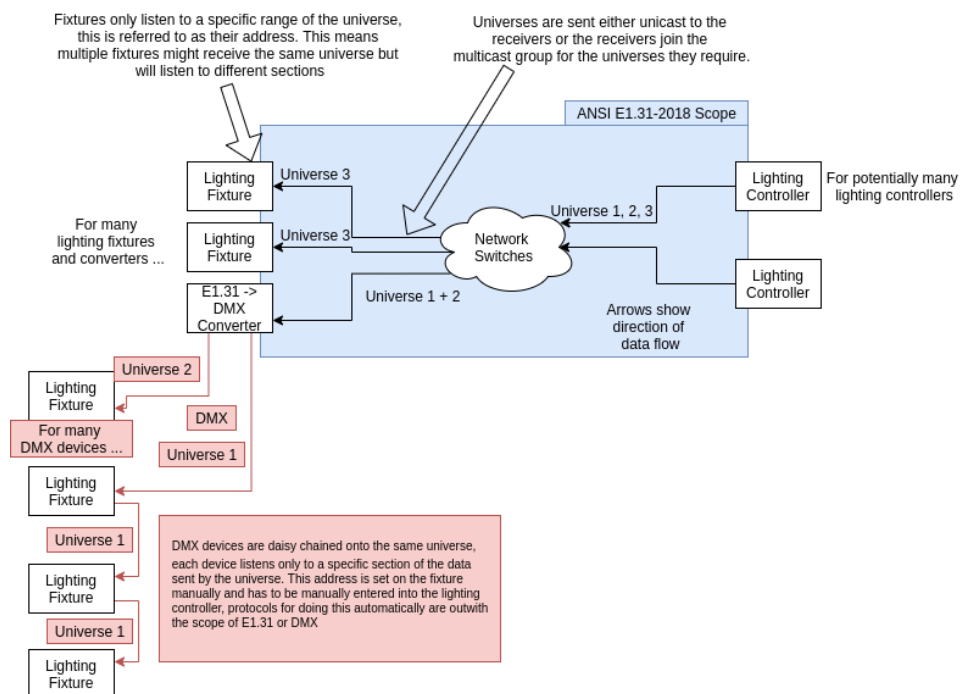 Fixtures only listen to a specific range of the universe,
this is referred to as their address. This means
multiple fixtures might receive the same universe but
will listen to different sections
Universes are sent either unicast to the
receivers or the receivers join the
multicast group for the universes they require.
ANSI E1.31-2018 Scope
Lighting
Fixture
Universe 3
Lighting
Controller
For potentially many
lighting controllers
Universe 1, 2, 3
For many
lighting fixtures
and converters ...
Lighting
Fixture
Universe 3
Network
Switches
Lighting
Controller
E1.31 ->
DMX
Converter
Universe 1 + 2
Arrows show
direction of
data flow
Universe 2
Lighting
Fixture
For many
DMX devices ...
DMX
Universe 1
Lighting
Fixture
Universe 1
Lighting
Fixture
Universe 1
Lighting
Fixture
DMX devices are daisy chained onto the same universe,
each device listens only to a specific section of the data
sent by the universe. This address is set on the fixture
manually and has to be manually entered into the lighting
controller, protocols for doing this automatically are outwith
the scope of E1.31 or DMX